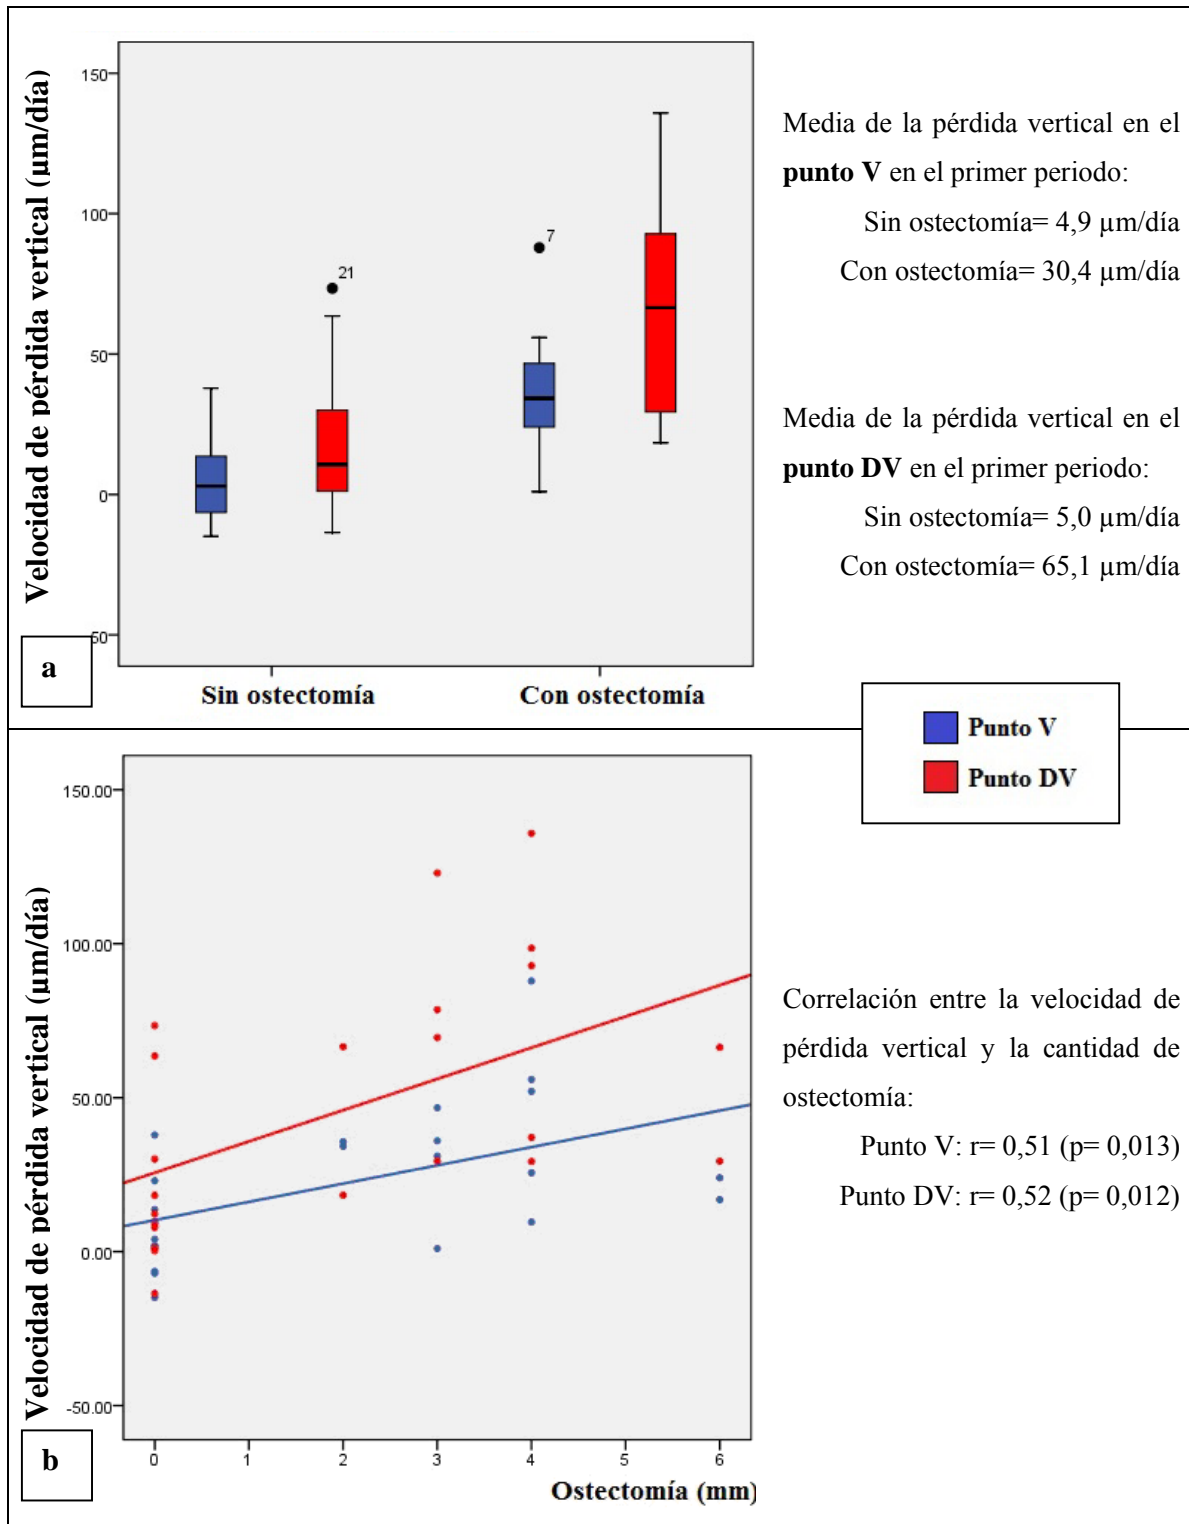 Velocidad de pérdida vertical (µm/día)
150
100
50
0
50
21
7
Sin ostectomía
Con ostectomía
a
Media de la pérdida vertical en el
punto V en el primer periodo:
Sin ostectomía= 4,9 µm/día
Con ostectomía= 30,4 µm/día
Media de la pérdida vertical en el
punto DV en el primer periodo:
Sin ostectomía= 5,0 µm/día
Con ostectomía= 65,1 µm/día
Punto V
Punto DV
Velocidad de pérdida vertical (µm/día)
150.00
100.00
50.00
0.00
-50.00
0 1 2 3 4 5 6
Ostectomía (mm)
b
Correlación entre la velocidad de
pérdida vertical y la cantidad de
ostectomía:
Punto V: r= 0,51 (p= 0,013)
Punto DV: r= 0,52 (p= 0,012)